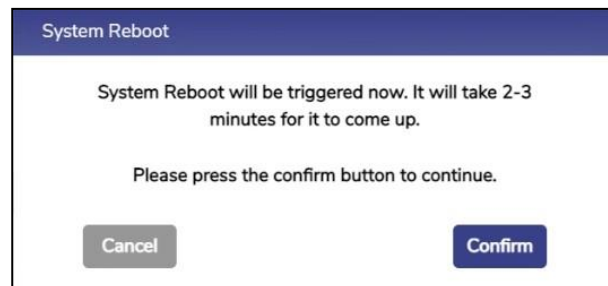 System Reboot
System Reboot will be triggered now. It will take 2-3
minutes for it to come up.
Please press the confirm button to continue.
Cancel
Confirm